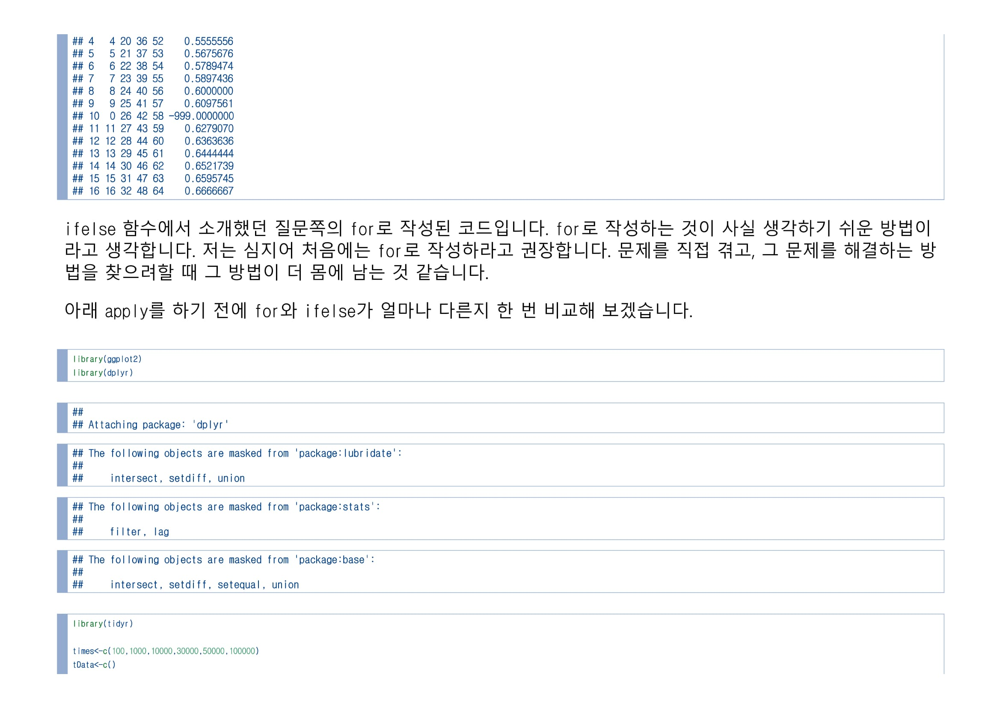 ## 4   4 20 36 52    0.5555556
## 5   5 21 37 53    0.5675676
## 6   6 22 38 54    0.5789474
## 7   7 23 39 55    0.5897436
## 8   8 24 40 56    0.6000000
## 9   9 25 41 57    0.6097561
## 10  0 26 42 58 -999.0000000
## 11 11 27 43 59    0.6279070
## 12 12 28 44 60    0.6363636
## 13 13 29 45 61    0.6444444
## 14 14 30 46 62    0.6521739
## 15 15 31 47 63    0.6595745
## 16 16 32 48 64    0.6666667
ifelse 함수에서 소개했던 질문쪽의 for로 작성된 코드입니다. for로 작성하는 것이 사실 생각하기 쉬운 방법이
라고 생각합니다. 저는 심지어 처음에는 for로 작성하라고 권장합니다. 문제를 직접 겪고, 그 문제를 해결하는 방
법을 찾으려할 때 그 방법이 더 몸에 남는 것 같습니다.
아래 apply를 하기 전에 for와 ifelse가 얼마나 다른지 한 번 비교해 보겠습니다.
library(ggplot2)
library(dplyr)
##
## Attaching package: 'dplyr'
## The following objects are masked from 'package:lubridate':
##
##     intersect, setdiff, union
## The following objects are masked from 'package:stats':
##
##     filter, lag
## The following objects are masked from 'package:base':
##
##     intersect, setdiff, setequal, union
library(tidyr)
times<-c(100,1000,10000,30000,50000,100000)
tData<-c()